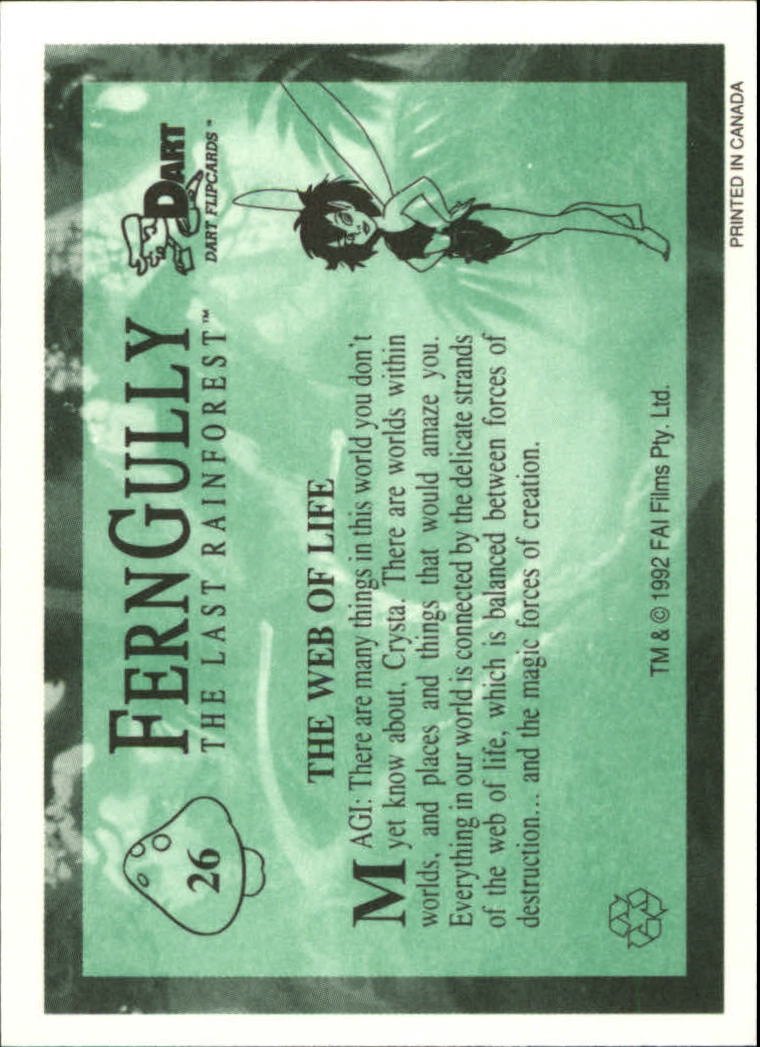 26
FERNGULLY
THE LAST RAINFOREST™
DART
DART FLIPCARDS™
THE WEB OF LIFE
MAGI: There are many things in this world you don't
yet know about, Crysta. There are worlds within
worlds, and places and things that would amaze you.
Everything in our world is connected by the delicate strands
of the web of life, which is balanced between forces of
destruction... and the magic forces of creation.
TM & © 1992 FAI Films Pty. Ltd.
PRINTED IN CANADA